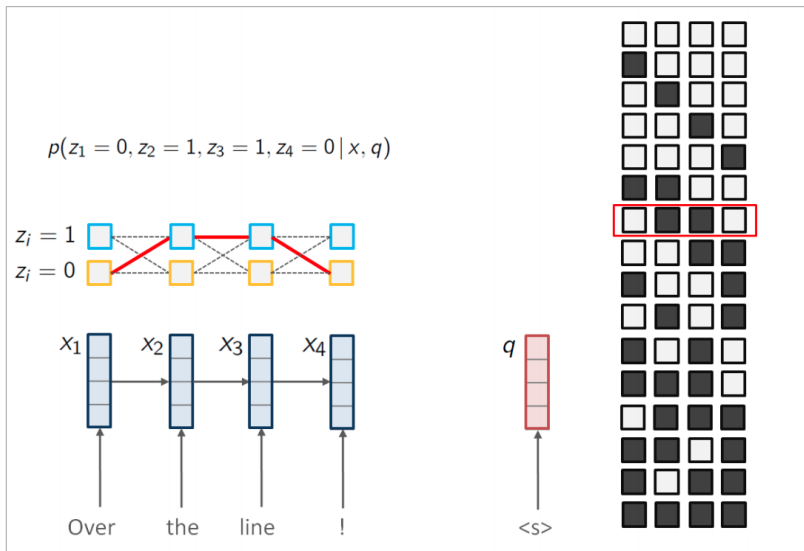 p(z₁ = 0, z₂ = 1, z₃ = 1, z₄ = 0 | x, q)
zᵢ = 1
zᵢ = 0
x₁ x₂ x₃ x₄ q
Over the line ! <s>